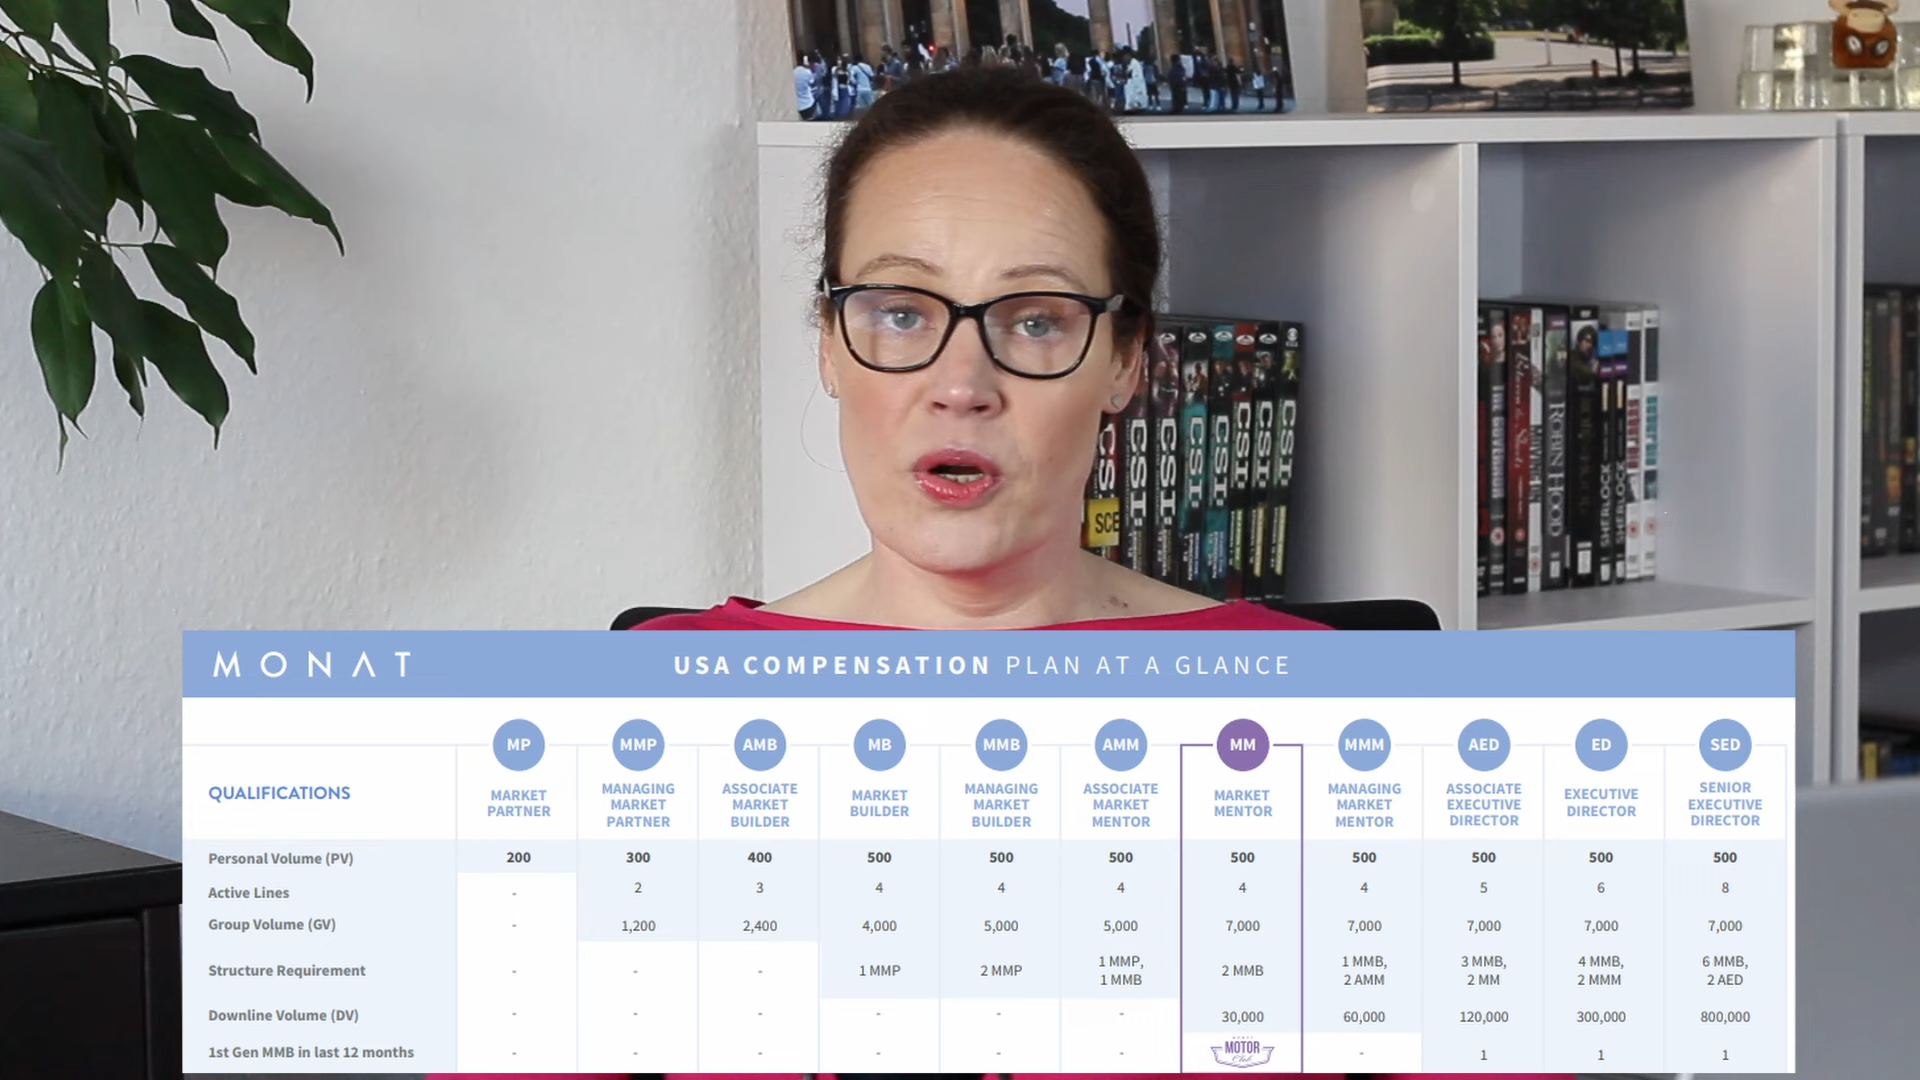 CSI:
CSI:
CSI:
CSI:
CSI:
CSI:
CSI:
SCE
ROBIN HOOD
SHERLOCK
SHERLOCK
MONAT
USA COMPENSATION PLAN AT A GLANCE
MP MMP AMB MB MMB AMM MM MMM AED ED SED
QUALIFICATIONS
MARKET
PARTNER
MANAGING
MARKET
PARTNER
ASSOCIATE
MARKET
BUILDER
MARKET
BUILDER
MANAGING
MARKET
BUILDER
ASSOCIATE
MARKET
MENTOR
MARKET
MENTOR
MANAGING
MARKET
MENTOR
ASSOCIATE
EXECUTIVE
DIRECTOR
EXECUTIVE
DIRECTOR
SENIOR
EXECUTIVE
DIRECTOR
Personal Volume (PV) 200 300 400 500 500 500 500 500 500 500 500
Active Lines - 2 3 4 4 4 4 4 5 6 8
Group Volume (GV) - 1,200 2,400 4,000 5,000 5,000 7,000 7,000 7,000 7,000 7,000
Structure Requirement - - - 1 MMP 2 MMP 1 MMP, 1 MMB 2 MMB 1 MMB, 2 AMM 3 MMB, 2 MM 4 MMB, 2 MMM 6 MMB, 2 AED
Downline Volume (DV) - - - - - - 30,000 60,000 120,000 300,000 800,000
1st Gen MMB in last 12 months - - - - - - MOTOR Club - 1 1 1